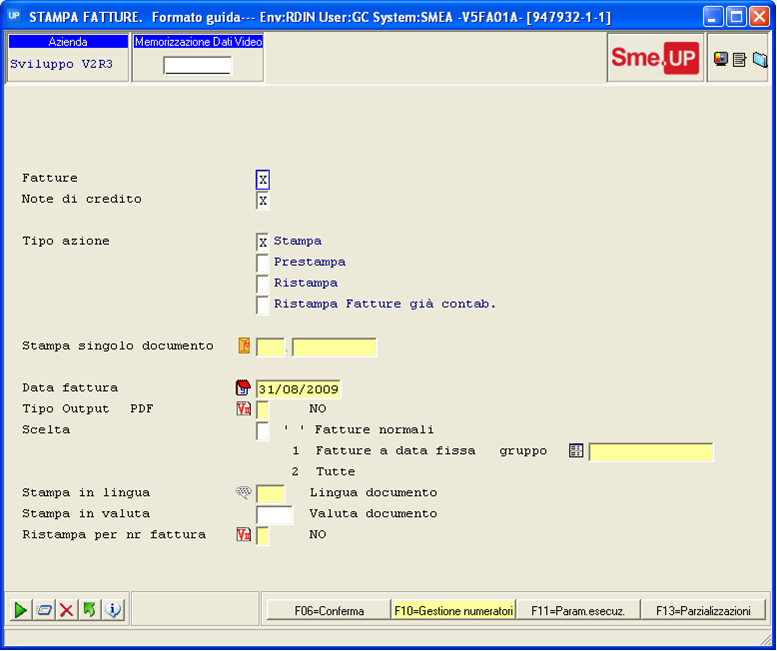 UP STAMPA FATTURE. Formato guida--- Env:RDIN User:GC System:SMEA -V5FA01A- [947932-1-1]
Azienda
Memorizzazione Dati Video
Sviluppo V2R3
Sme.UP
Fatture X
Note di credito X
Tipo azione X Stampa
Prestampa
Ristampa
Ristampa Fatture già contab.
Stampa singolo documento .
Data fattura 31/08/2009
Tipo Output PDF NO
Scelta ' ' Fatture normali
1 Fatture a data fissa gruppo
2 Tutte
Stampa in lingua Lingua documento
Stampa in valuta Valuta documento
Ristampa per nr fattura NO
F06=Conferma F10=Gestione numeratori F11=Param.esecuz. F13=Parzializzazioni